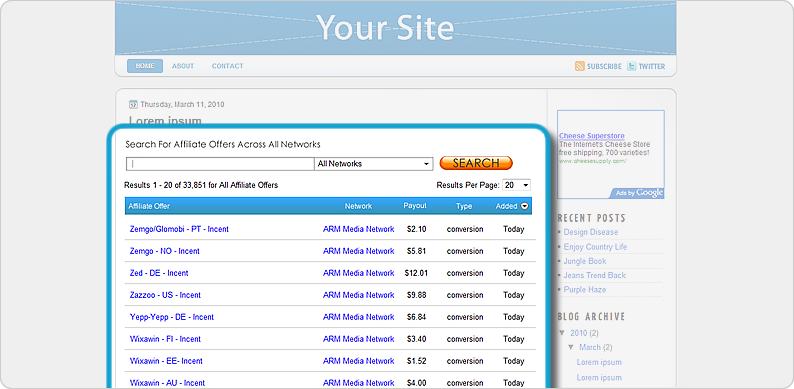 Your Site
HOME ABOUT CONTACT SUBSCRIBE TWITTER
Thursday, March 11, 2010
Lorem ipsum
Search For Affiliate Offers Across All Networks
All Networks SEARCH
Results 1 - 20 of 33,851 for All Affiliate Offers Results Per Page: 20
Affiliate Offer Network Payout Type Added
Zemgo/Glomobi - PT - Incent ARM Media Network $2.10 conversion Today
Zemgo - NO - Incent ARM Media Network $5.81 conversion Today
Zed - DE - Incent ARM Media Network $12.01 conversion Today
Zazzoo - US - Incent ARM Media Network $9.88 conversion Today
Yepp-Yepp - DE - Incent ARM Media Network $6.84 conversion Today
Wixawin - FI - Incent ARM Media Network $3.40 conversion Today
Wixawin - EE- Incent ARM Media Network $1.52 conversion Today
Wixawin - AU - Incent ARM Media Network $4.00 conversion Today
Cheese Superstore
The Internet's Cheese Store
free shipping, 700 varieties!
www.cheesesupply.com/
Ads by Google
RECENT POSTS
Design Disease
Enjoy Country Life
Jungle Book
Jeans Trend Back
Purple Haze
BLOG ARCHIVE
▼ 2010 (2)
▼ March (2)
Lorem ipsum
Lorem ipsum